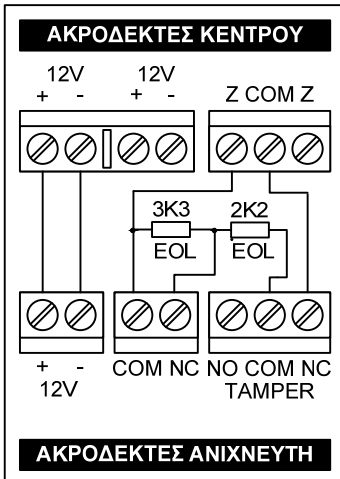 ΑΚΡΟΔΕΚΤΕΣ ΚΕΝΤΡΟΥ
12V 12V
+ - + - Z COM Z
3K3 2K2
EOL EOL
+ - COM NC NO COM NC
12V TAMPER
ΑΚΡΟΔΕΚΤΕΣ ΑΝΙΧΝΕΥΤΗ